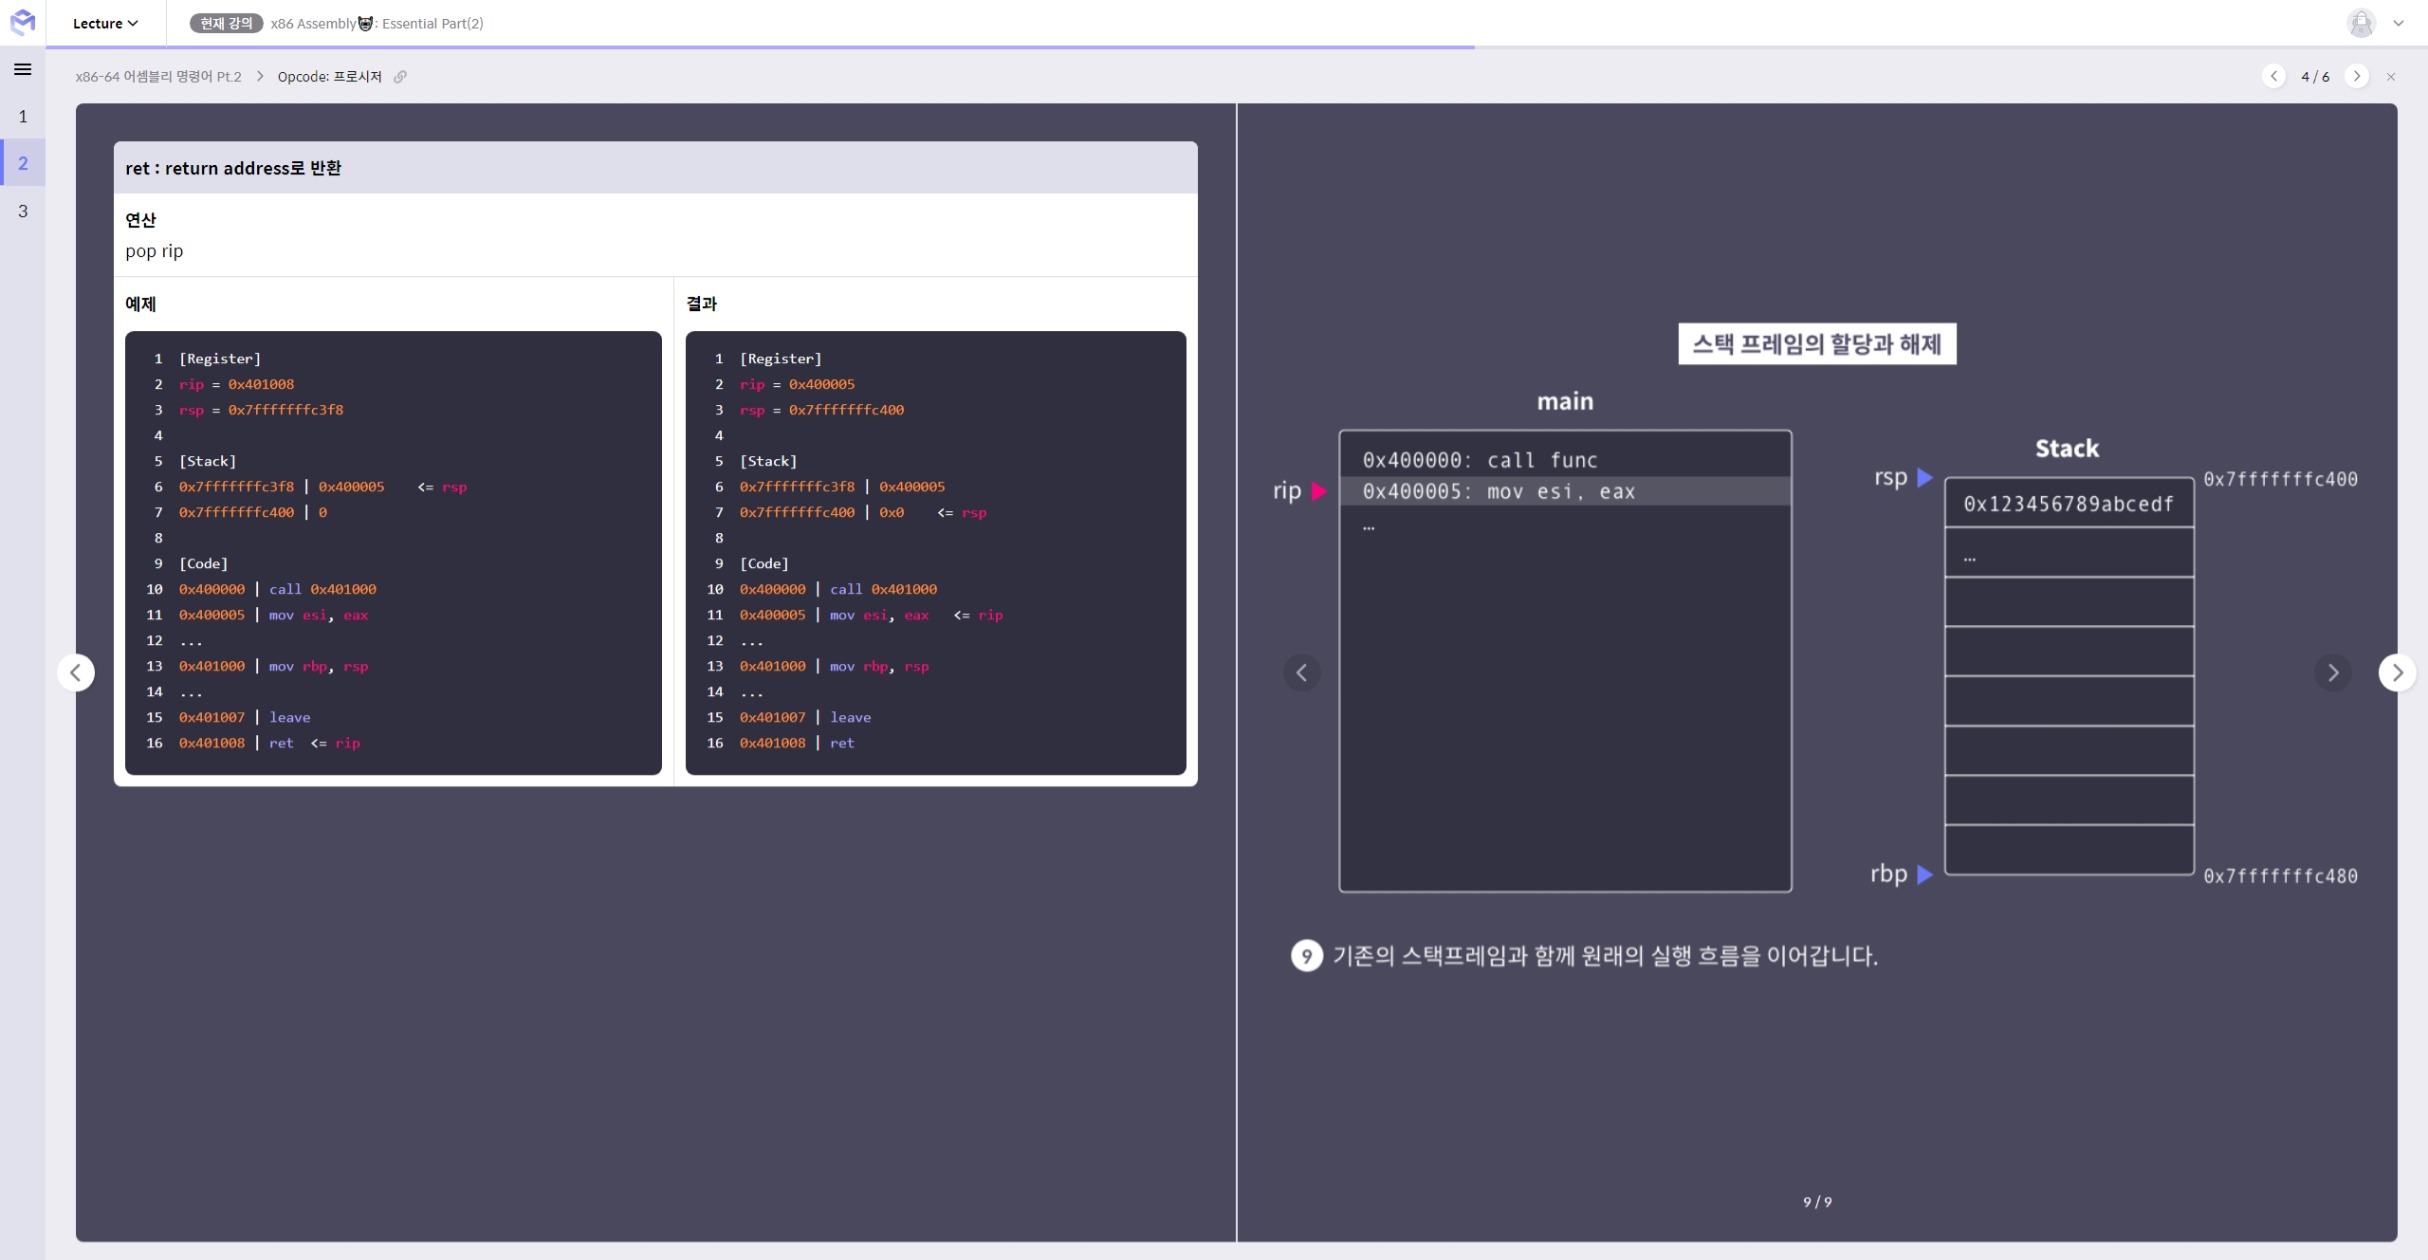 Lecture
현재 강의 x86 Assembly🐱: Essential Part(2)
x86-64 어셈블리 명령어 Pt.2 > Opcode: 프로시저
4 / 6
1
2
3
ret : return address로 반환
연산
pop rip
예제
1 [Register]
2 rip = 0x401008
3 rsp = 0x7fffffffc3f8
4
5 [Stack]
6 0x7fffffffc3f8 | 0x400005 <= rsp
7 0x7fffffffc400 | 0
8
9 [Code]
10 0x400000 | call 0x401000
11 0x400005 | mov esi, eax
12 ...
13 0x401000 | mov rbp, rsp
14 ...
15 0x401007 | leave
16 0x401008 | ret <= rip
결과
1 [Register]
2 rip = 0x400005
3 rsp = 0x7fffffffc400
4
5 [Stack]
6 0x7fffffffc3f8 | 0x400005
7 0x7fffffffc400 | 0x0 <= rsp
8
9 [Code]
10 0x400000 | call 0x401000
11 0x400005 | mov esi, eax <= rip
12 ...
13 0x401000 | mov rbp, rsp
14 ...
15 0x401007 | leave
16 0x401008 | ret
스택 프레임의 할당과 해제
main
0x400000: call func
rip 0x400005: mov esi, eax
…
Stack
rsp 0x7fffffffc400
0x123456789abcedf
…
rbp 0x7fffffffc480
9 기존의 스택프레임과 함께 원래의 실행 흐름을 이어갑니다.
9 / 9